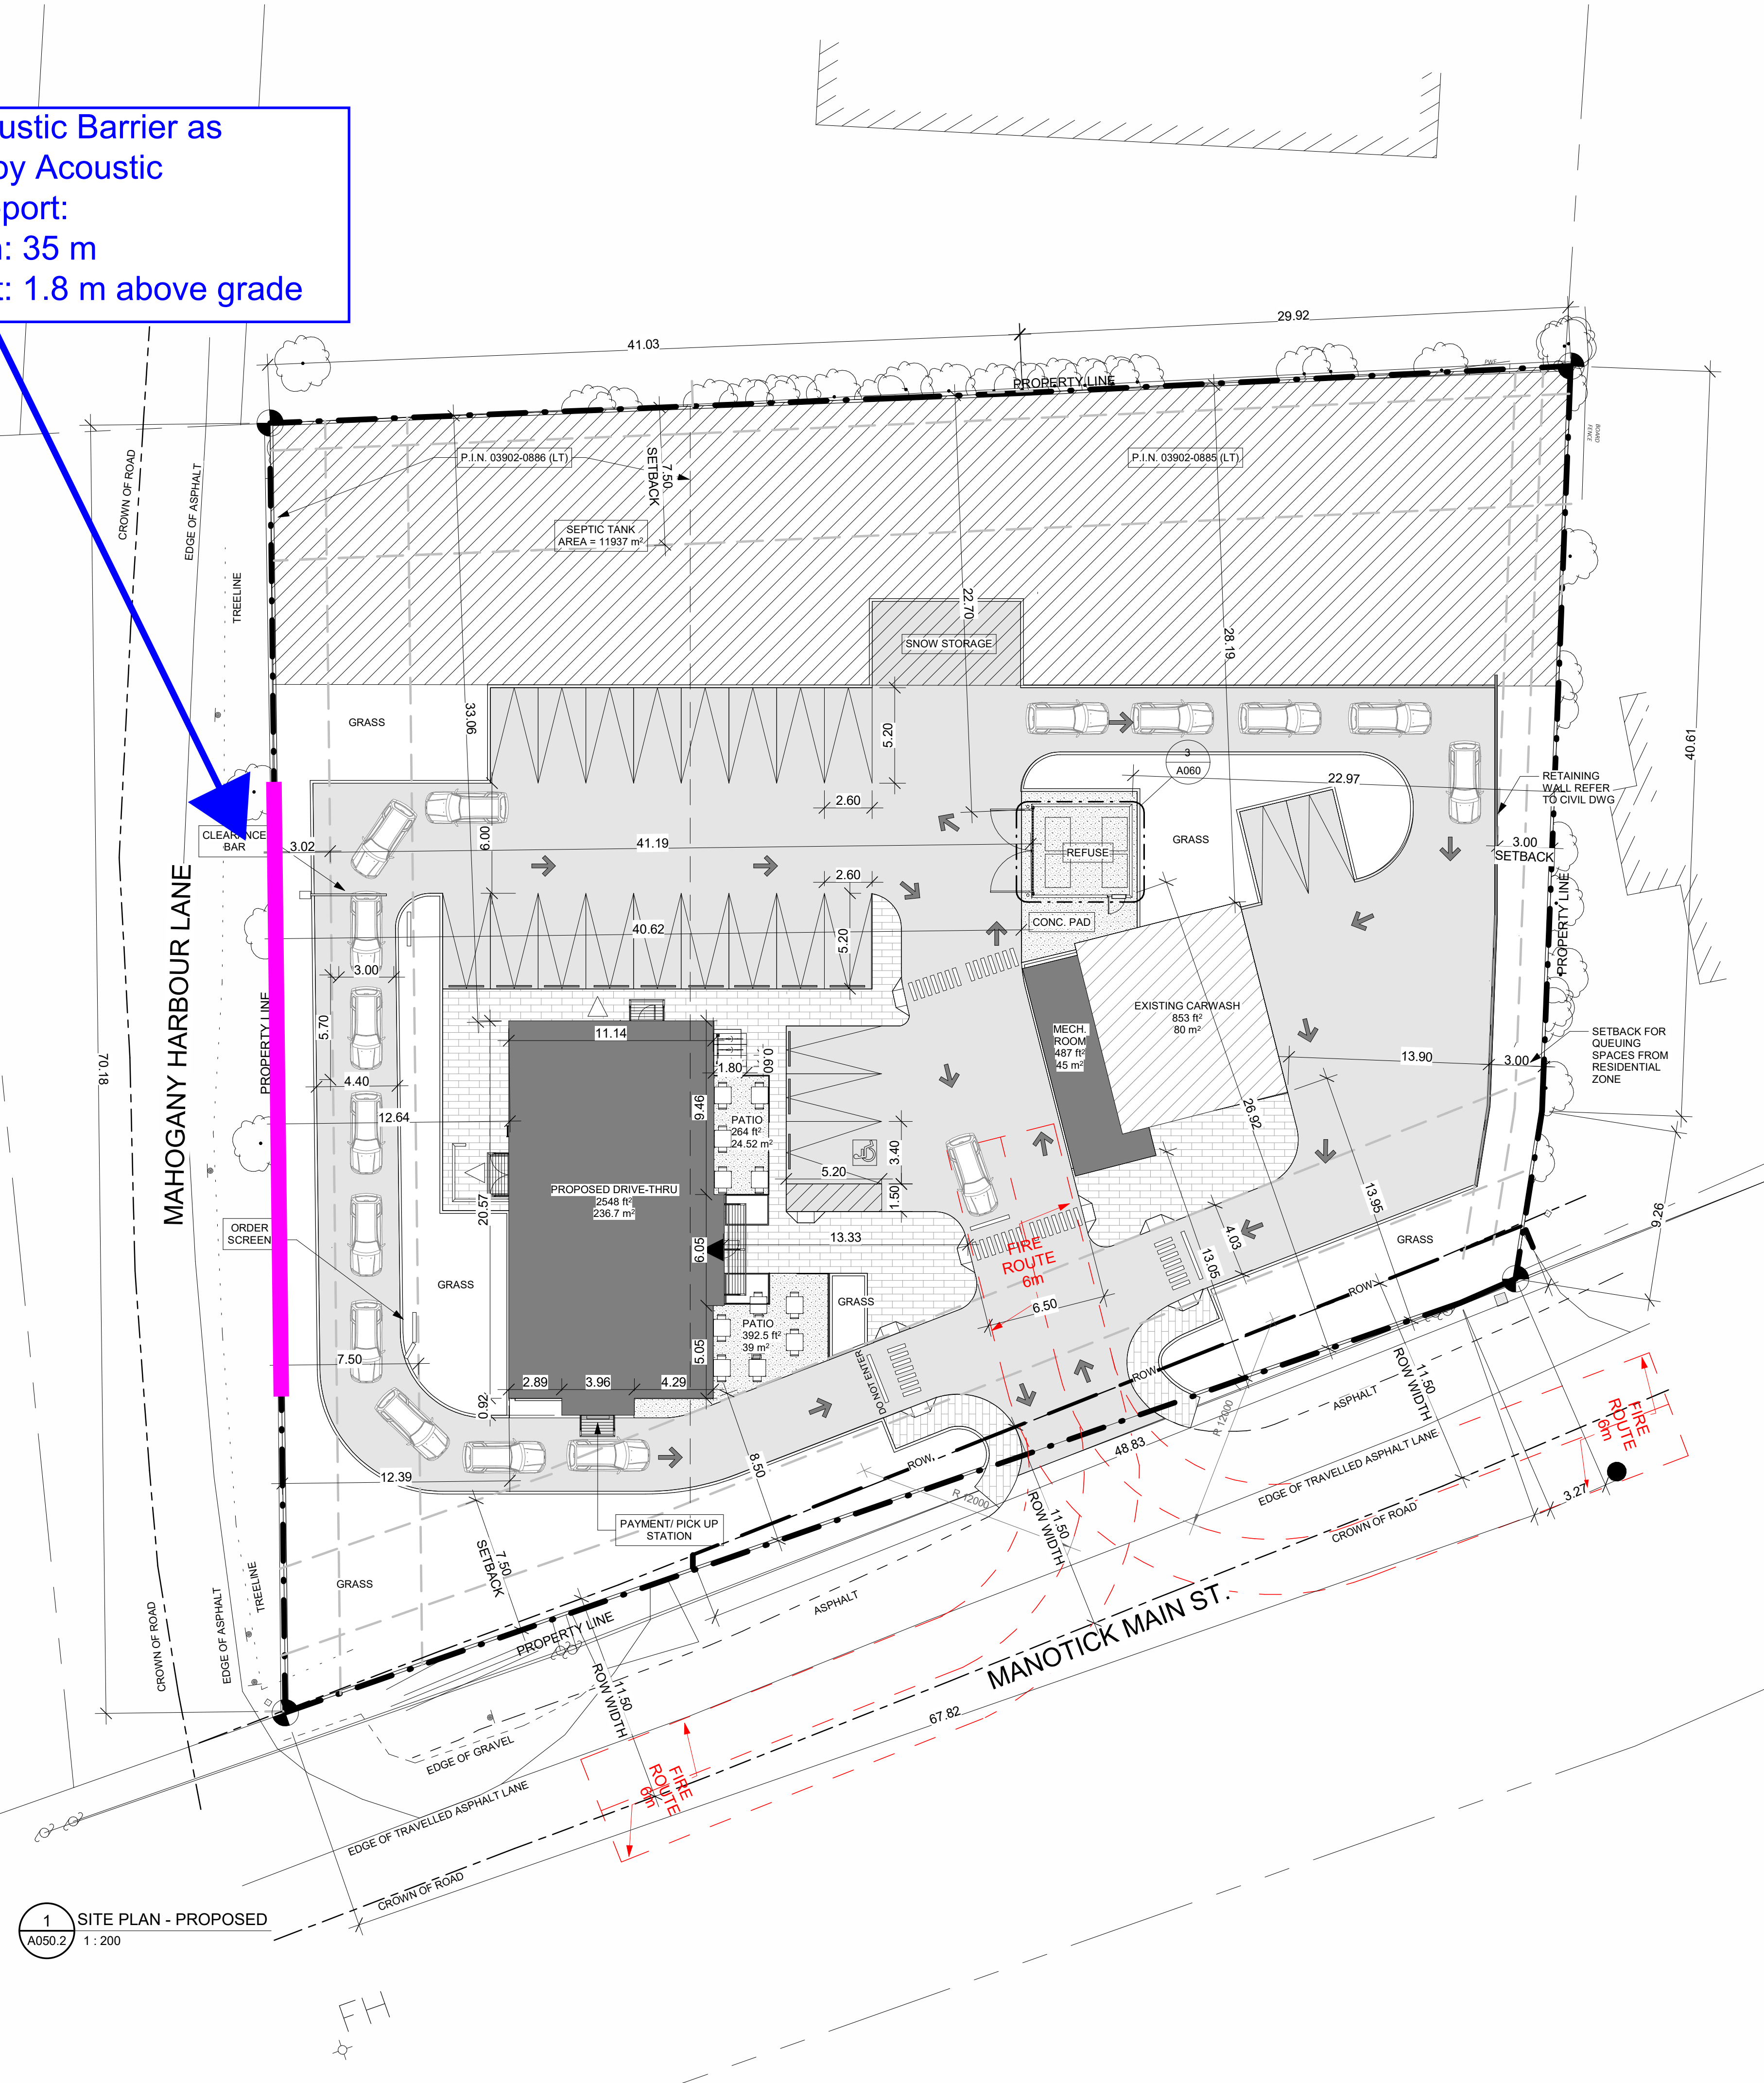 ustic Barrier as
by Acoustic
port:
: 35 m
: 1.8 m above grade
29.92
41.03
PROPERTY LINE
PWF
BOARD
FENCE
CROWN OF ROAD
EDGE OF ASPHALT
TREELINE
P.I.N. 03902-0886 (LT)
7.50
SETBACK
P.I.N. 03902-0885 (LT)
SEPTIC TANK
AREA = 11937 m²
22.70
28.19
SNOW STORAGE
33.06
GRASS
5.20
40.61
3
A060
22.97
RETAINING
WALL REFER
TO CIVIL DWG
2.60
CLEARANCE
BAR
3.02
6.00
41.19
REFUSE
GRASS
3.00
SETBACK
2.60
PROPERTY LINE
CONC. PAD
40.62
5.20
3.00
MAHOGANY HARBOUR LANE
PROPERTY LINE
5.70
EXISTING CARWASH
853 ft²
80 m²
MECH.
ROOM
487 ft²
45 m²
SETBACK FOR
QUEUING
SPACES FROM
RESIDENTIAL
ZONE
70.18
11.14
0.60
1.80
13.90
3.00
4.40
12.64
9.46
PATIO
264 ft²
24.52 m²
26.92
3.40
5.20
1.50
PROPOSED DRIVE-THRU
2548 ft²
236.7 m²
20.57
13.95
9.26
ORDER
SCREEN
6.05
13.33
4.03
13.05
GRASS
FIRE
ROUTE
6m
GRASS
GRASS
6.50
ROW
PATIO
392.5 ft²
39 m²
5.05
7.50
DO NOT ENTER
2.89
3.96
4.29
0.92
ROW
11.50
ROW WIDTH
ASPHALT
R 12000
FIRE
ROUTE
6m
48.83
8.50
ROW
12.39
R 12000
EDGE OF TRAVELLED ASPHALT LANE
3.27
CROWN OF ROAD
11.50
ROW WIDTH
PAYMENT/ PICK UP
STATION
7.50
SETBACK
GRASS
TREELINE
EDGE OF ASPHALT
CROWN OF ROAD
ASPHALT
PROPERTY LINE
MANOTICK MAIN ST.
11.50
ROW WIDTH
67.82
EDGE OF GRAVEL
FIRE
ROUTE
6m
EDGE OF TRAVELLED ASPHALT LANE
CROWN OF ROAD
1
A050.2
SITE PLAN - PROPOSED
1 : 200
FH